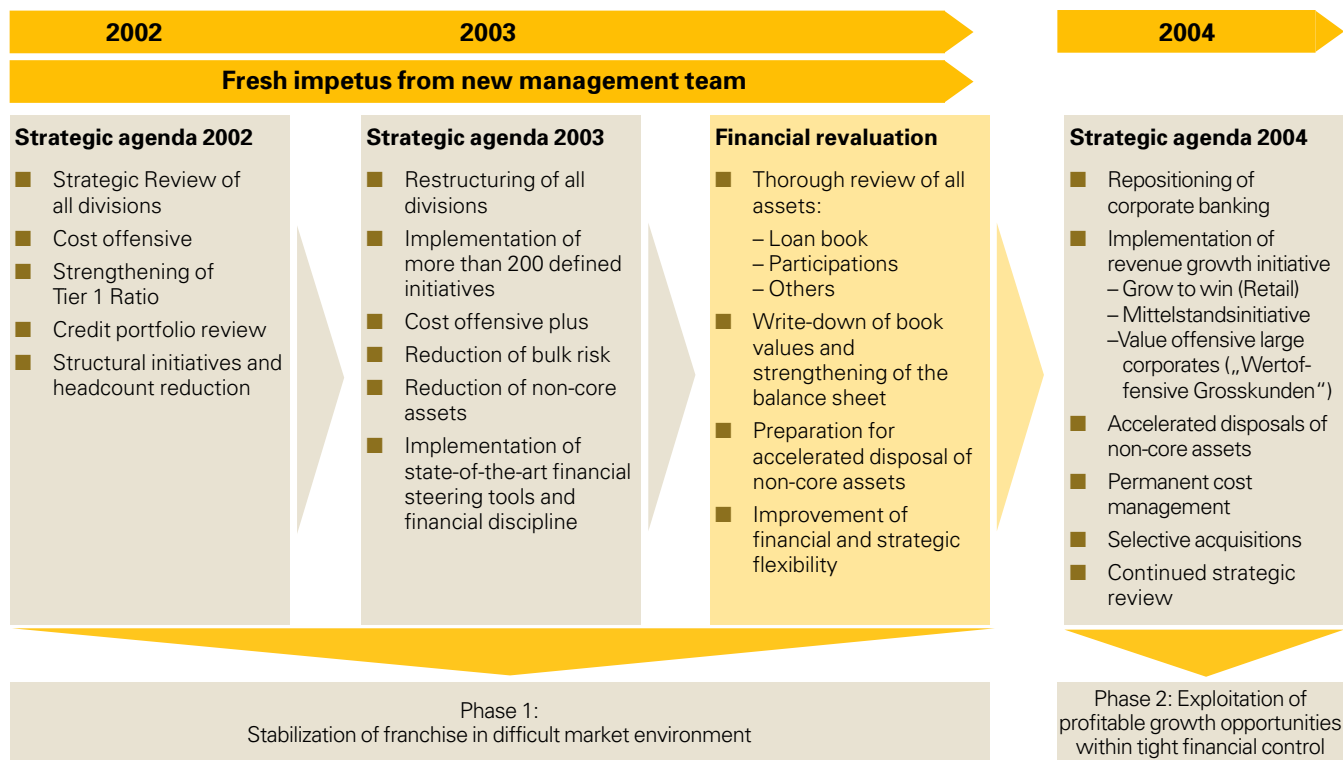 2002
2003
2004
Fresh impetus from new management team
Strategic agenda 2002
■ Strategic Review of
all divisions
■ Cost offensive
■ Strengthening of
Tier 1 Ratio
■ Credit portfolio review
■ Structural initiatives and
headcount reduction
Strategic agenda 2003
■ Restructuring of all
divisions
■ Implementation of
more than 200 defined
initiatives
■ Cost offensive plus
■ Reduction of bulk risk
■ Reduction of non-core
assets
■ Implementation of
state-of-the-art financial
steering tools and
financial discipline
Financial revaluation
■ Thorough review of all
assets:
– Loan book
– Participations
– Others
■ Write-down of book
values and
strengthening of the
balance sheet
■ Preparation for
accelerated disposal of
non-core assets
■ Improvement of
financial and strategic
flexibility
Strategic agenda 2004
■ Repositioning of
corporate banking
■ Implementation of
revenue growth initiative
– Grow to win (Retail)
– Mittelstandsinitiative
–Value offensive large
corporates („Wertof-
fensive Grosskunden“)
■ Accelerated disposals of
non-core assets
■ Permanent cost
management
■ Selective acquisitions
■ Continued strategic
review
Phase 1:
Stabilization of franchise in difficult market environment
Phase 2: Exploitation of
profitable growth opportunities
within tight financial control